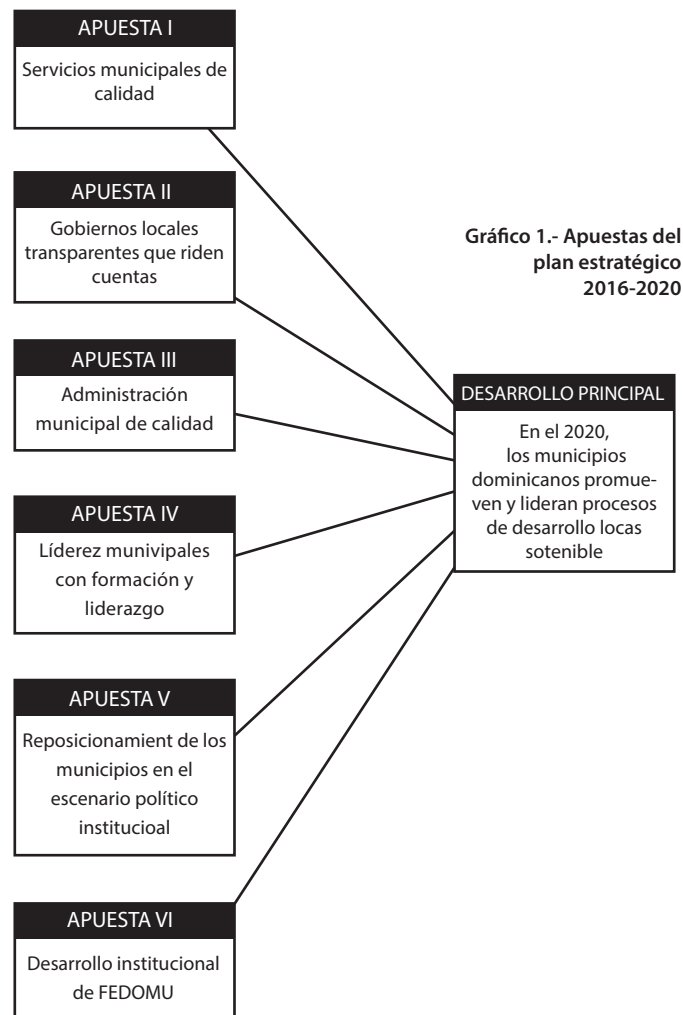 APUESTA I
Servicios municipales de
calidad
APUESTA II
Gobiernos locales
transparentes que riden
cuentas
Gráfico 1.- Apuestas del
plan estratégico
2016-2020
APUESTA III
Administración
municipal de calidad
DESARROLLO PRINCIPAL
En el 2020,
los municipios
dominicanos promue-
ven y lideran procesos
de desarrollo locas
sotenible
APUESTA IV
Líderez munivipales
con formación y
liderazgo
APUESTA V
Reposicionamient de los
municipios en el
escenario político
institucioal
APUESTA VI
Desarrollo institucional
de FEDOMU